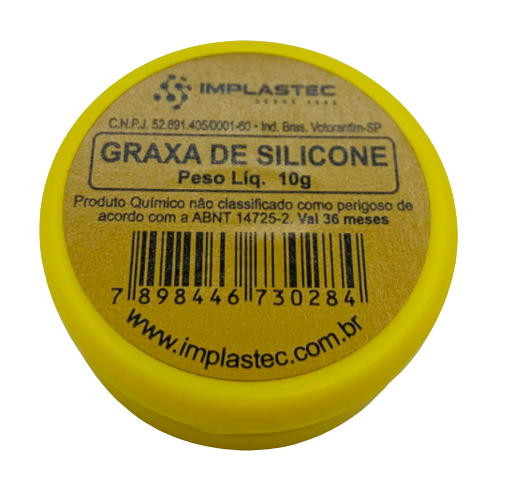 IMPLASTEC
C.N.P.J. 52.891.405/0001-60 - Ind. Bras. Votorantim-SP
GRAXA DE SILICONE
Peso Líq. 10g
Produto Químico não classificado como perigoso de
acordo com a ABNT 14725-2. Val 36 meses
7 898446 730284
www.implastec.com.br